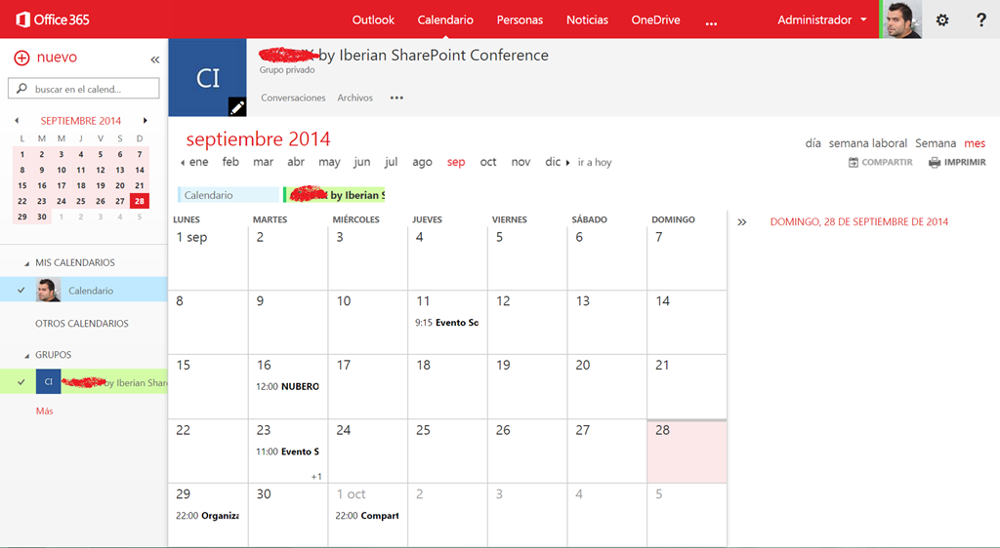 Office 365 Outlook Calendario Personas Noticias OneDrive ... Administrador ?
nuevo «
buscar en el calend...
SEPTIEMBRE 2014
L M M J V S D
1 2 3 4 5 6 7
8 9 10 11 12 13 14
15 16 17 18 19 20 21
22 23 24 25 26 27 28
29 30 1 2 3 4 5
MIS CALENDARIOS
Calendario
OTROS CALENDARIOS
GRUPOS
CI by Iberian Shar
Más
CI
by Iberian SharePoint Conference
Grupo privado
Conversaciones Archivos •••
septiembre 2014
ene feb mar abr may jun jul ago sep oct nov dic ir a hoy
día semana laboral Semana mes
COMPARTIR IMPRIMIR
Calendario by Iberian S
LUNES MARTES MIÉRCOLES JUEVES VIERNES SÁBADO DOMINGO
1 sep 2 3 4 5 6 7
8 9 10 11 12 13 14
9:15 Evento So
15 16 17 18 19 20 21
12:00 NUBERO
22 23 24 25 26 27 28
11:00 Evento S
+1
29 30 1 oct 2 3 4 5
22:00 Organiza 22:00 Compart
» DOMINGO, 28 DE SEPTIEMBRE DE 2014